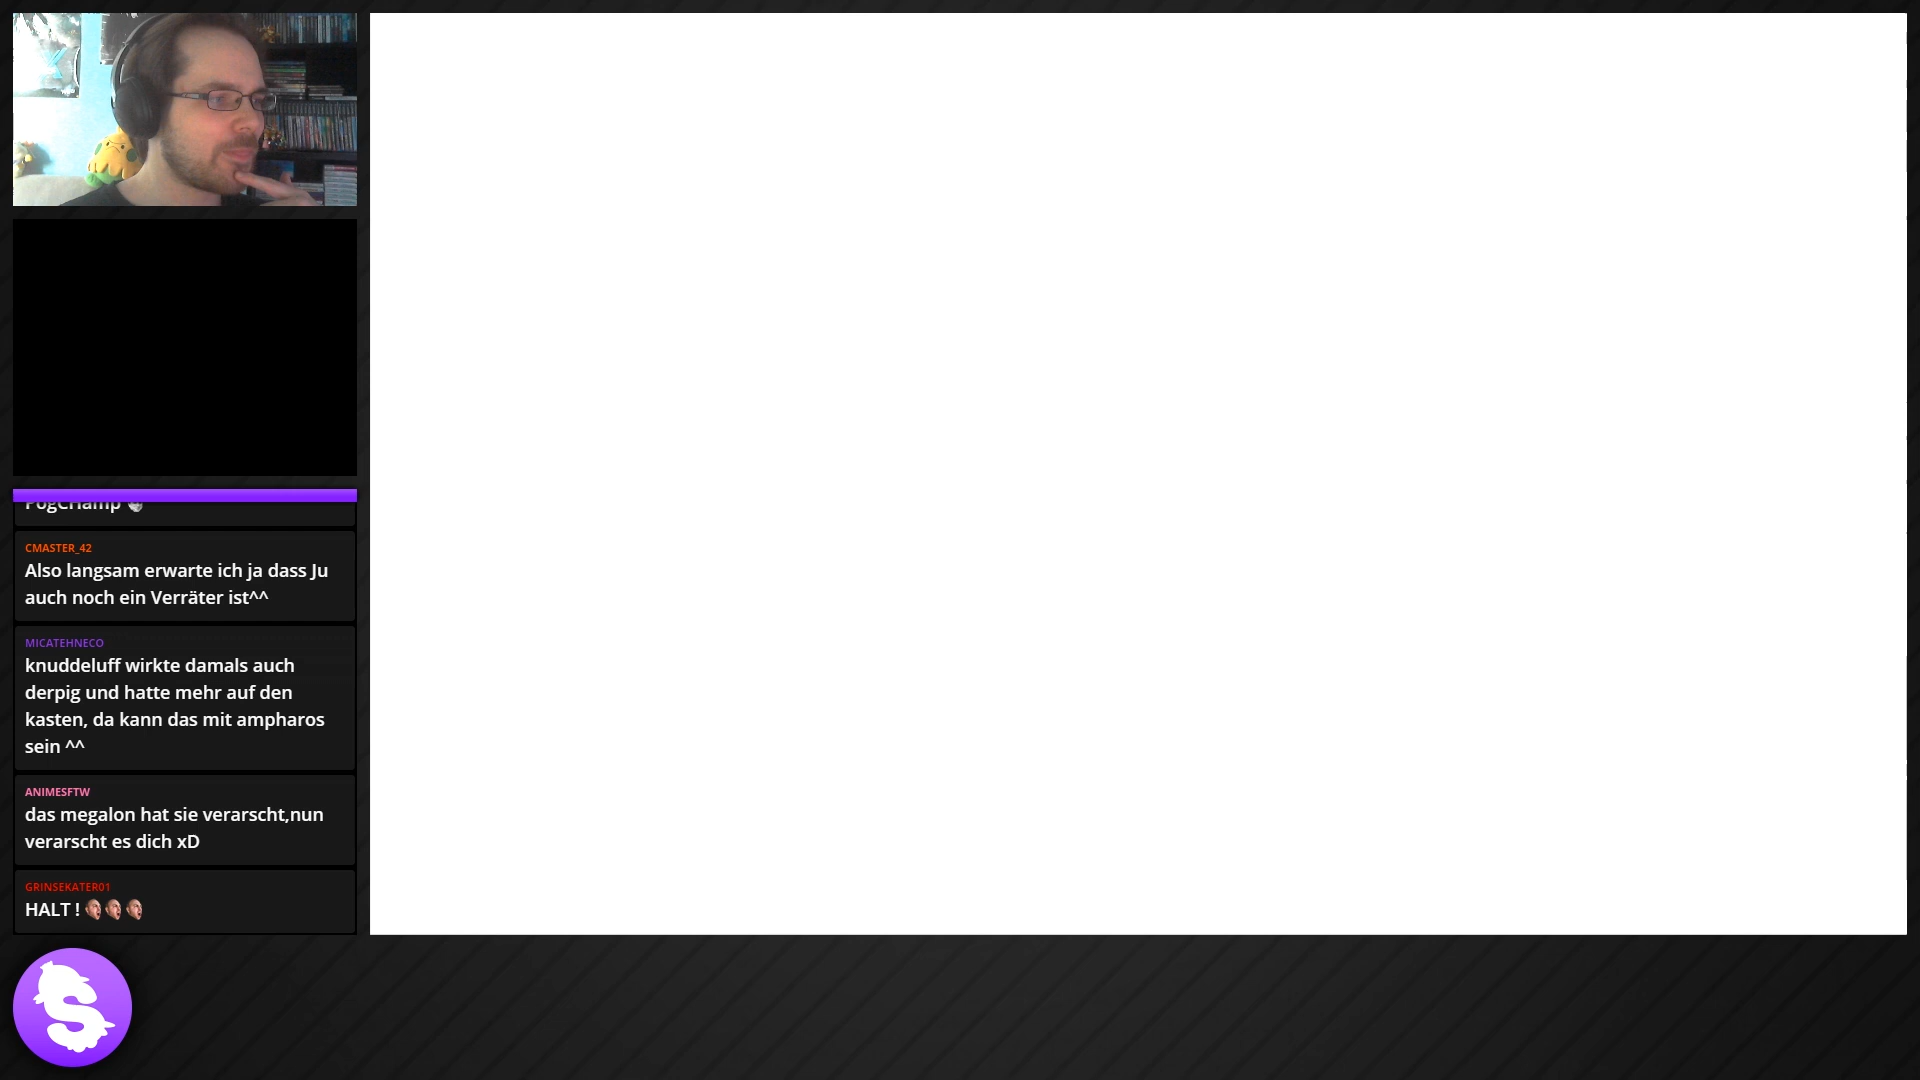 PogChamp
CMASTER_42
Also langsam erwarte ich ja dass Ju
auch noch ein Verräter ist^^
MICATEHNECO
knuddeluff wirkte damals auch
derpig und hatte mehr auf den
kasten, da kann das mit ampharos
sein ^^
ANIMESFTW
das megalon hat sie verarscht,nun
verarscht es dich xD
GRINSEKATER01
HALT !
S